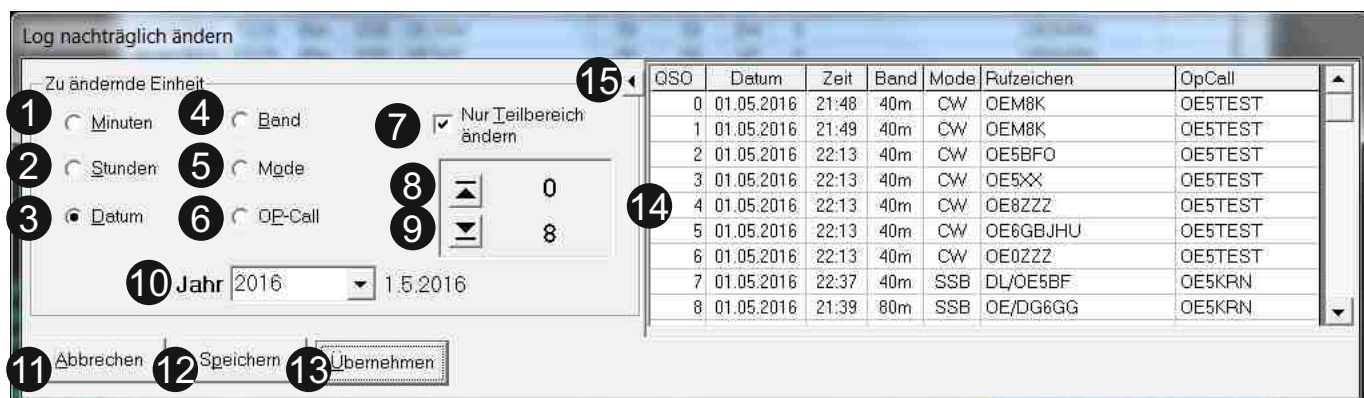 Log nachträglich ändern
Zu ändernde Einheit
1 Minuten
2 Stunden
3 Datum
4 Band
5 Mode
6 OP-Call
7 Nur Teilbereich
ändern
8 0
9 8
10 Jahr 2016 1.5.2016
11 Abbrechen 12 Speichern 13 Übernehmen
15
14
QSO Datum Zeit Band Mode Rufzeichen OpCall
0 01.05.2016 21:48 40m CW OEM8K OE5TEST
1 01.05.2016 21:49 40m CW OEM8K OE5TEST
2 01.05.2016 22:13 40m CW OE5BFO OE5TEST
3 01.05.2016 22:13 40m CW OE5XX OE5TEST
4 01.05.2016 22:13 40m CW OE8ZZZ OE5TEST
5 01.05.2016 22:13 40m CW OE6GBJHU OE5TEST
6 01.05.2016 22:13 40m CW OE0ZZZ OE5TEST
7 01.05.2016 22:37 40m SSB DL/OE5BF OE5KRN
8 01.05.2016 21:39 80m SSB OE/DG6GG OE5KRN